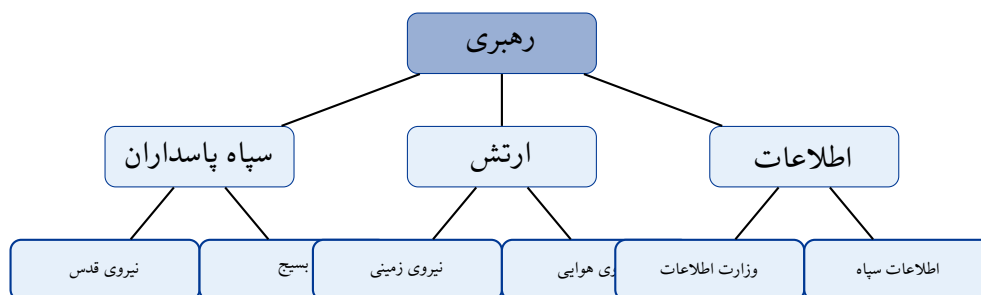 رهبری
اطلاعات
ارتش
سپاه پاسداران
اطلاعات سپاه
وزارت اطلاعات
هوایی
نیروی زمینی
بسیج
نیروی قدس